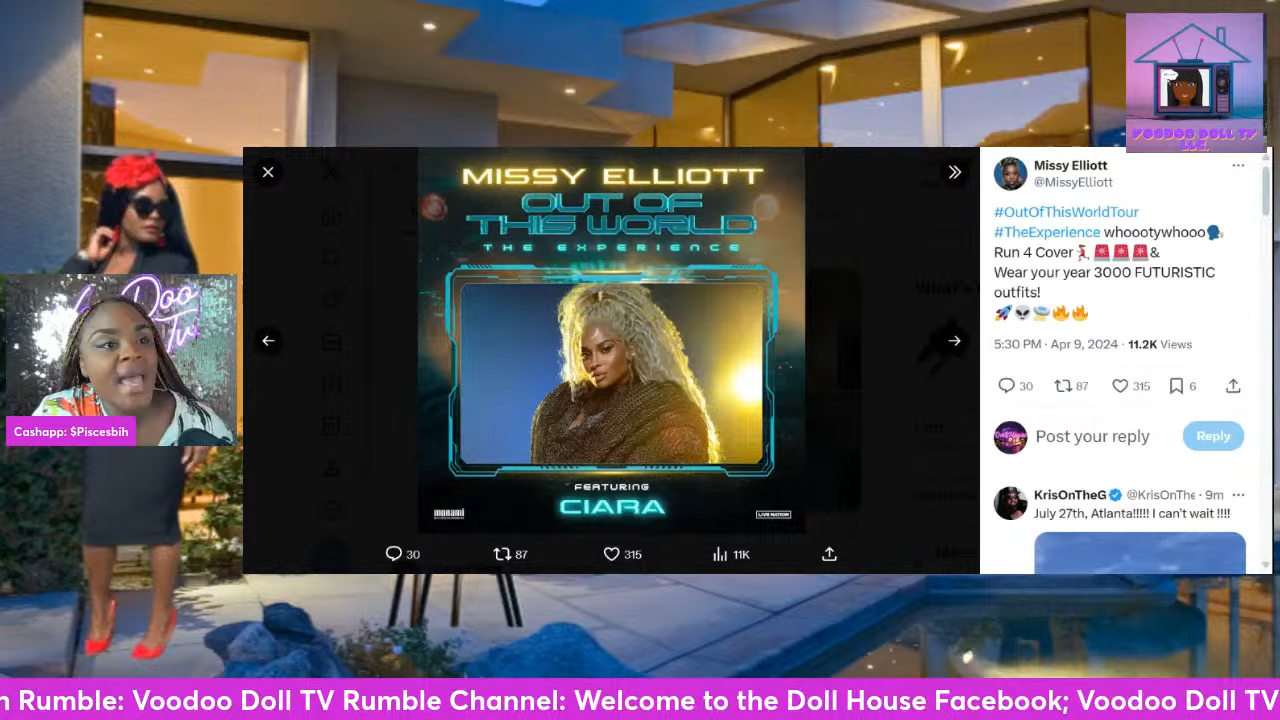 VOODOO DOLL TV
LLC.
MISSY ELLIOTT
OUT OF
THIS WORLD
THE EXPERIENCE
FEATURING
CIARA
monami
LIVE NATION
30
87
315
11K
Missy Elliott
@MissyElliott
#OutOfThisWorldTour
#TheExperience whoootywhooo🗣️
Run 4 Cover 🏃🏾‍♀️ 🚨🚨🚨&
Wear your year 3000 FUTURISTIC
outfits!
🚀👽🛸🔥🔥
5:30 PM · Apr 9, 2024 · 11.2K Views
30
87
315
6
Post your reply
Reply
KrisOnTheG @KrisOnThe · 9m
July 27th, Atlanta!!!!! I can't wait !!!!
Doo
Tv
Cashapp: $Piscesbih
n Rumble: Voodoo Doll TV Rumble Channel: Welcome to the Doll House Facebook; Voodoo Doll TV